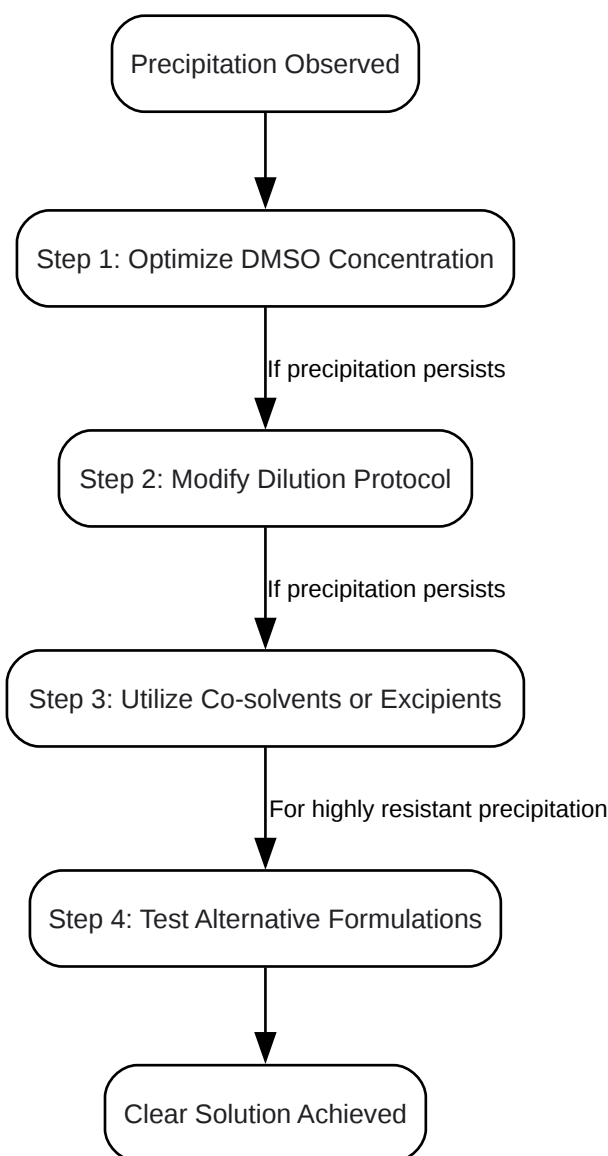 Precipitation Observed
Step 1: Optimize DMSO Concentration
If precipitation persists
Step 2: Modify Dilution Protocol
If precipitation persists
Step 3: Utilize Co-solvents or Excipients
For highly resistant precipitation
Step 4: Test Alternative Formulations
Clear Solution Achieved